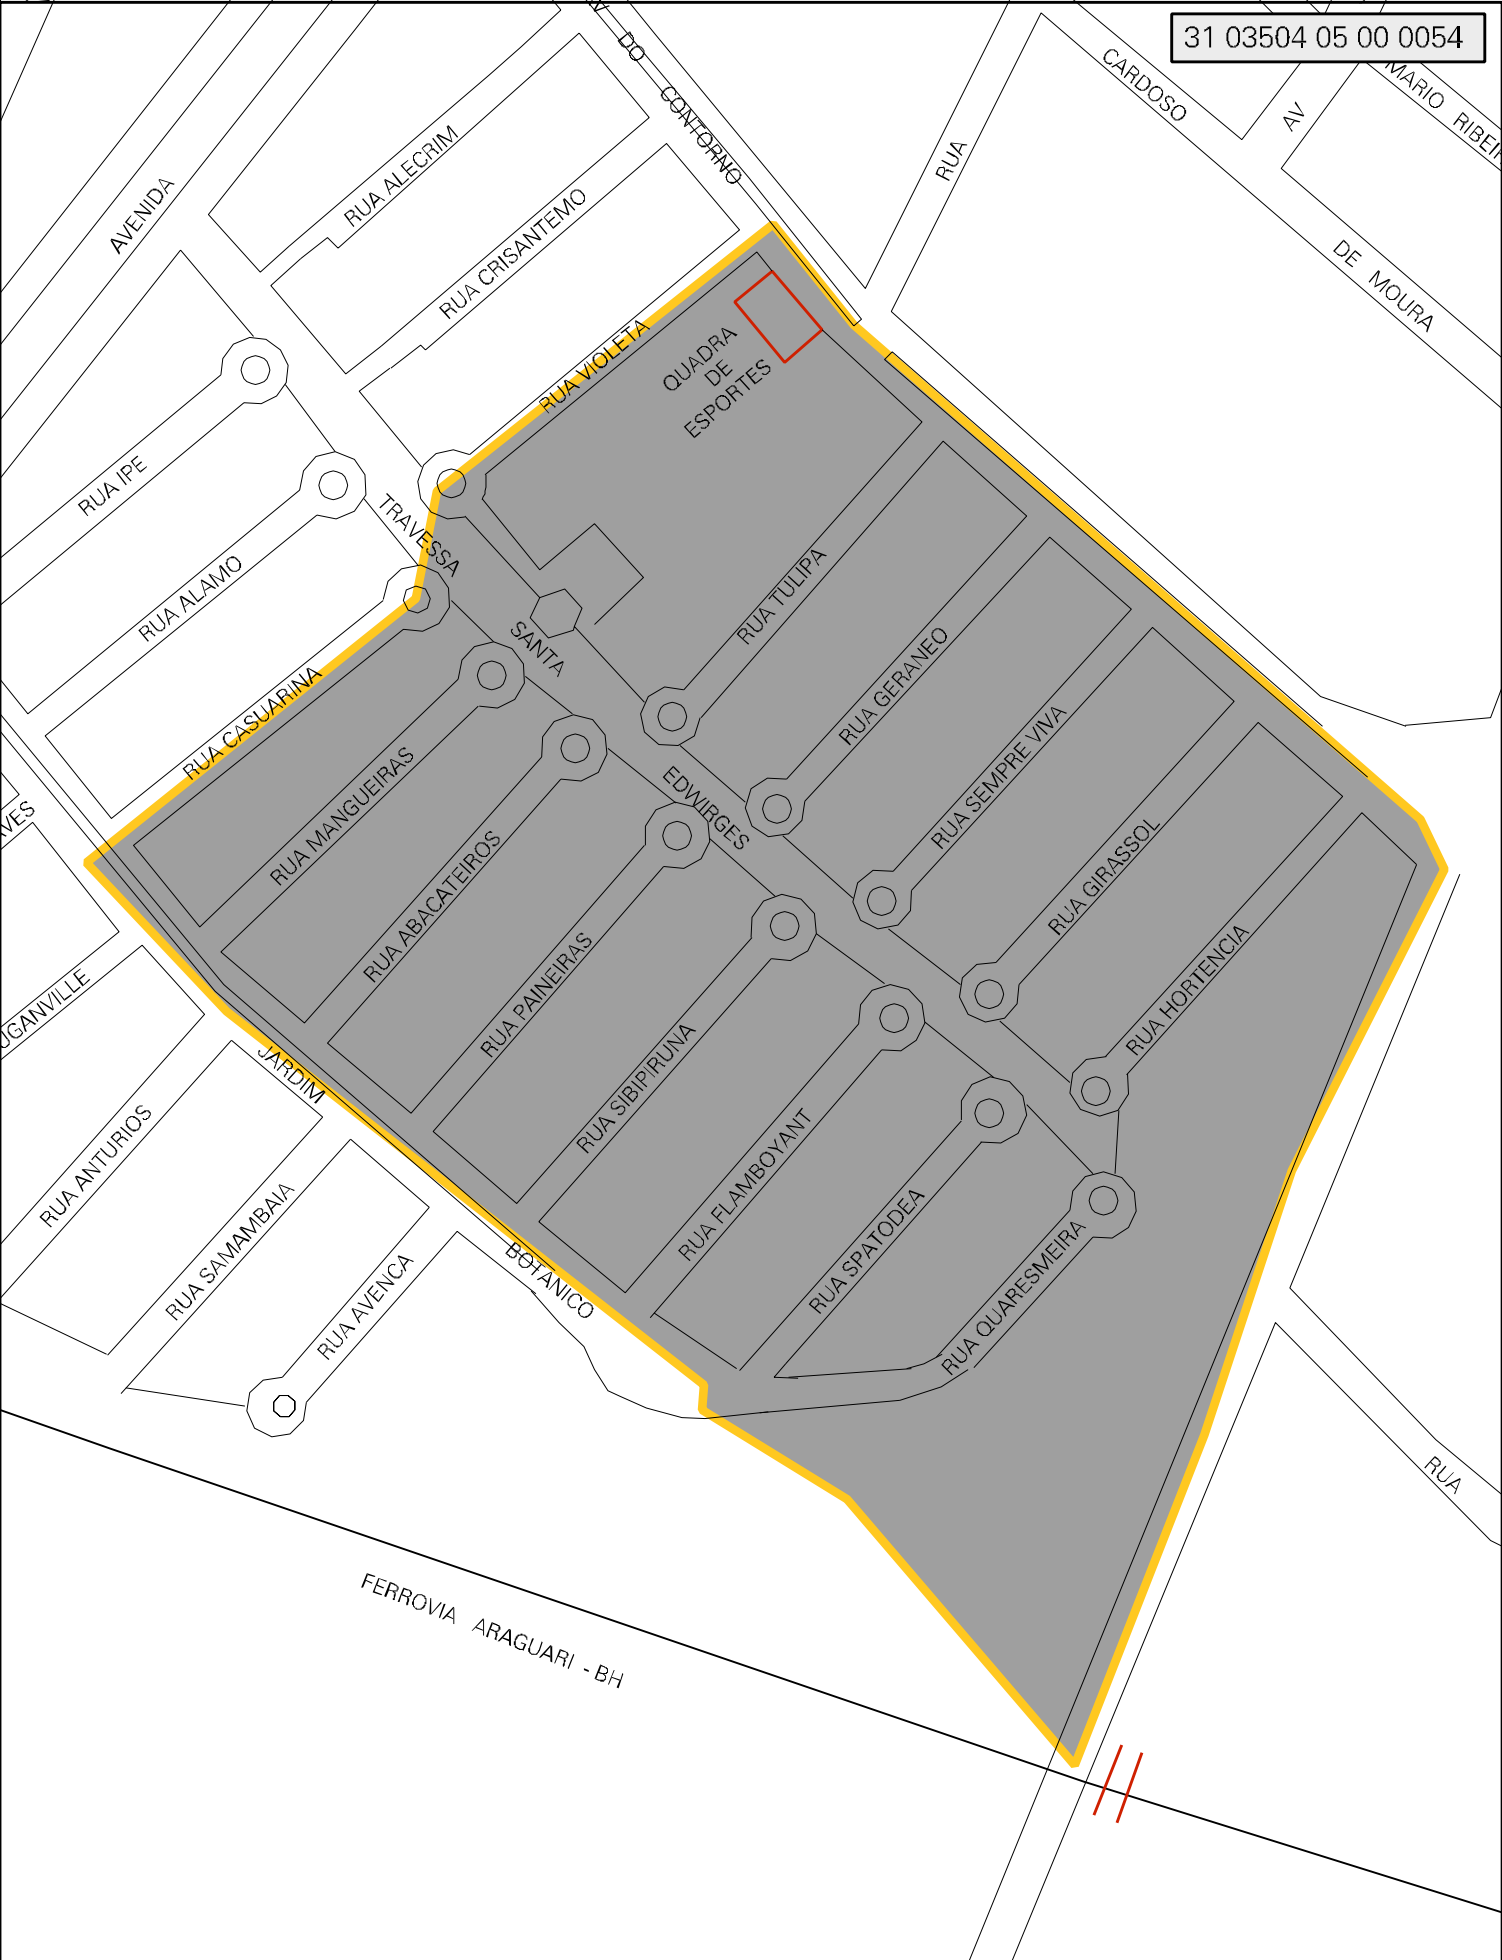 31 03504 05 00 0054
DO CONTORNO
CARDOSO DE MOURA
AV
MARIO
RUA
AVENIDA
RUA ALECRIM
RUA CRISANTEMO
RUA VIOLETA
QUADRA
DE
ESPORTES
RUA IPE
RUA ALAMO
RUA CASUARINA
TRAVESSA SANTA EDWIRGES
RUA TULIPA
RUA GERANEO
RUA SEMPRE VIVA
RUA GIRASSOL
RUA HORTENCIA
RUA MANGUEIRAS
RUA ABACATEIROS
RUA PAINEIRAS
RUA SIBIPIRUNA
RUA FLAMBOYANT
RUA SPATODEA
RUA QUARESMEIRA
JARDIM BOTANICO
RUA ANTURIOS
RUA SAMAMBAIA
RUA AVENCA
RUA
FERROVIA ARAGUARI - BH